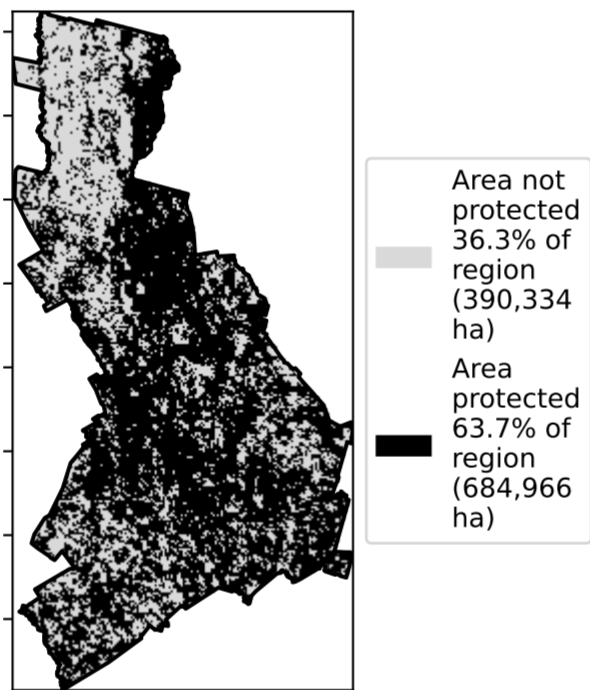 Area not
protected
36.3% of
region
(390,334
ha)
Area
protected
63.7% of
region
(684,966
ha)